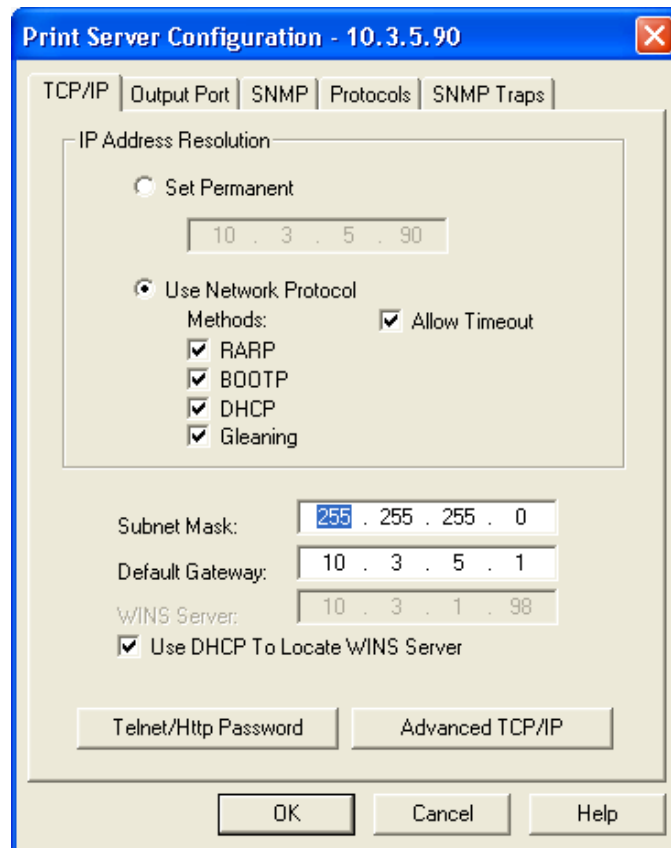 Print Server Configuration - 10.3.5.90
TCP/IP Output Port SNMP Protocols SNMP Traps
IP Address Resolution
Set Permanent
10 . 3 . 5 . 90
Use Network Protocol
Methods: Allow Timeout
RARP
BOOTP
DHCP
Gleaning
Subnet Mask: 255 . 255 . 255 . 0
Default Gateway: 10 . 3 . 5 . 1
WINS Server: 10 . 3 . 1 . 98
Use DHCP To Locate WINS Server
Telnet/Http Password Advanced TCP/IP
OK Cancel Help